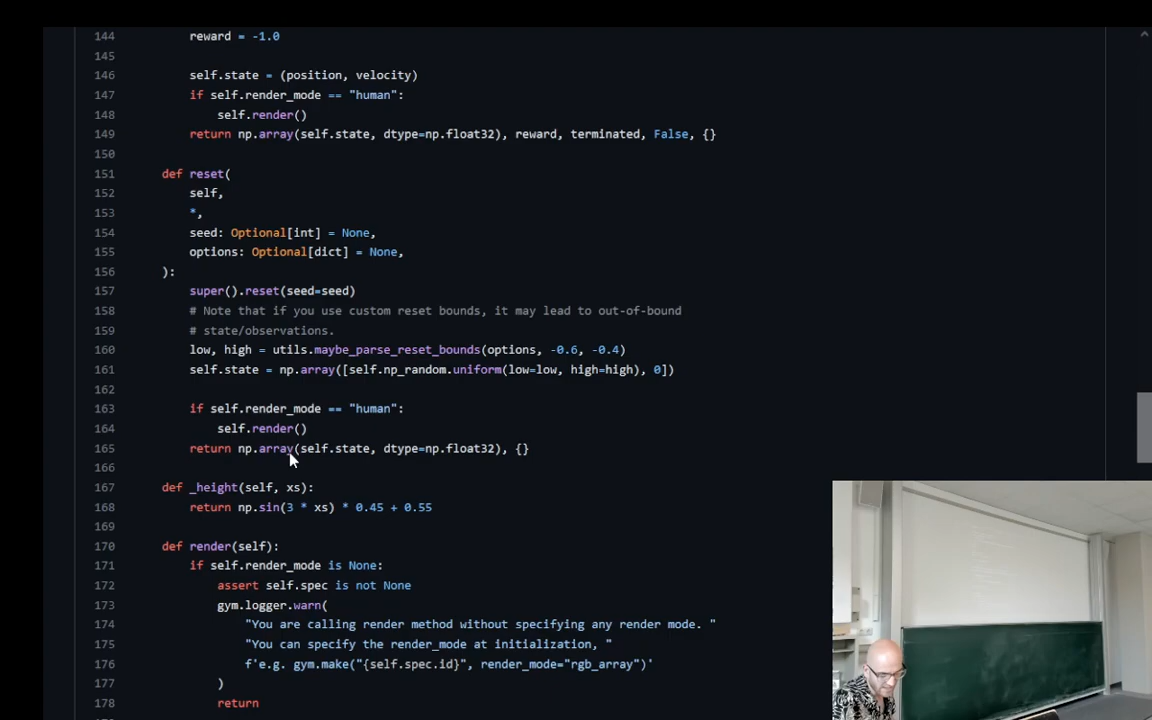 144 reward = -1.0
145
146 self.state = (position, velocity)
147 if self.render_mode == "human":
148 self.render()
149 return np.array(self.state, dtype=np.float32), reward, terminated, False, {}
150
151 def reset(
152 self,
153 *,
154 seed: Optional[int] = None,
155 options: Optional[dict] = None,
156 ):
157 super().reset(seed=seed)
158 # Note that if you use custom reset bounds, it may lead to out-of-bound
159 # state/observations.
160 low, high = utils.maybe_parse_reset_bounds(options, -0.6, -0.4)
161 self.state = np.array([self.np_random.uniform(low=low, high=high), 0])
162
163 if self.render_mode == "human":
164 self.render()
165 return np.array(self.state, dtype=np.float32), {}
166
167 def _height(self, xs):
168 return np.sin(3 * xs) * 0.45 + 0.55
169
170 def render(self):
171 if self.render_mode is None:
172 assert self.spec is not None
173 gym.logger.warn(
174 "You are calling render method without specifying any render mode. "
175 "You can specify the render_mode at initialization, "
176 f'e.g. gym.make("{self.spec.id}", render_mode="rgb_array")'
177 )
178 return